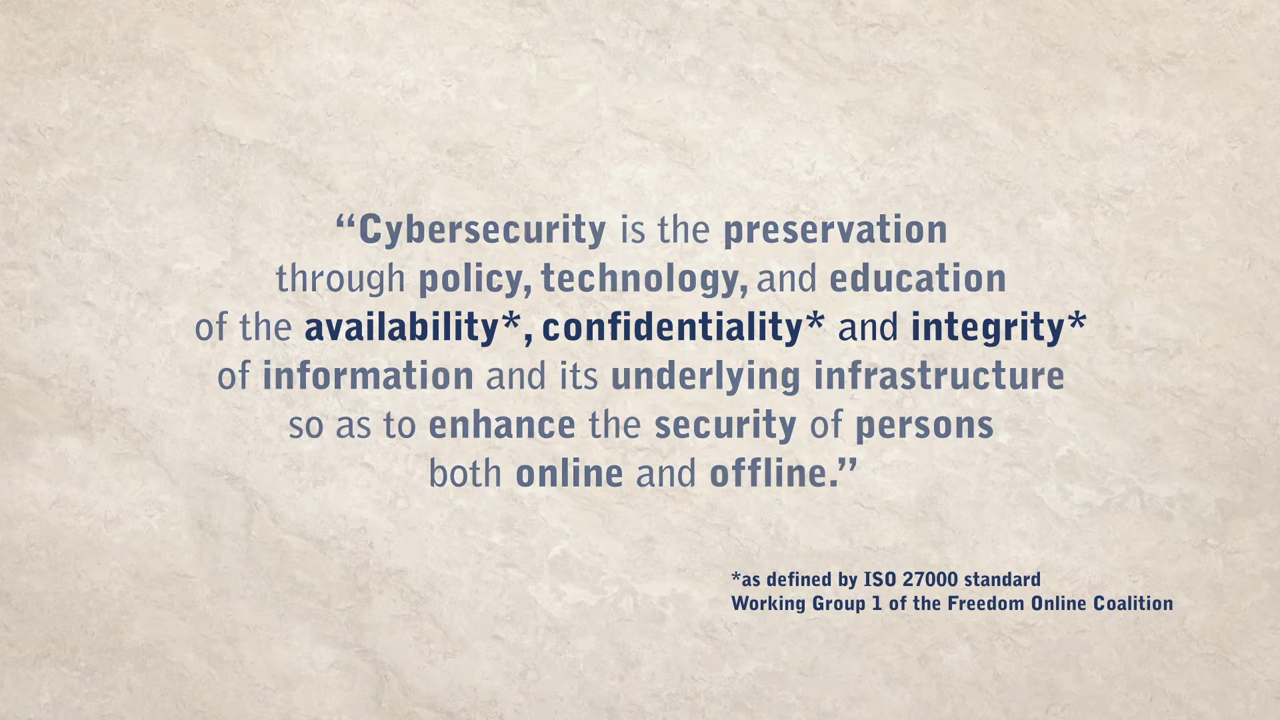 “Cybersecurity is the preservation
through policy, technology, and education
of the availability*, confidentiality* and integrity*
of information and its underlying infrastructure
so as to enhance the security of persons
both online and offline.”
*as defined by ISO 27000 standard
Working Group 1 of the Freedom Online Coalition